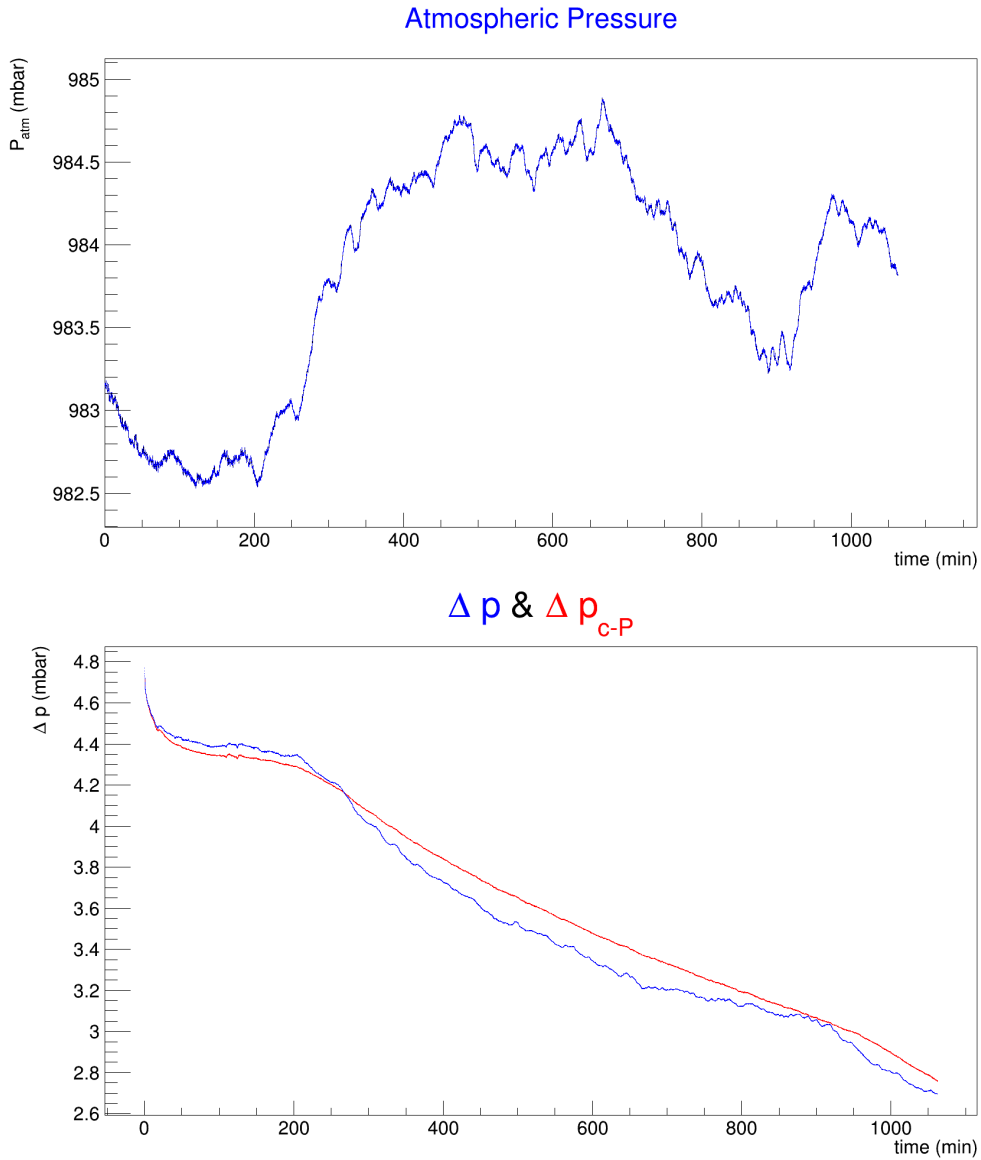 Atmospheric Pressure
P_atm (mbar)
985
984.5
984
983.5
983
982.5
0 200 400 600 800 1000
time (min)
Δ p & Δ p_c-P
Δ p (mbar)
4.8
4.6
4.4
4.2
4
3.8
3.6
3.4
3.2
3
2.8
2.6
0 200 400 600 800 1000
time (min)